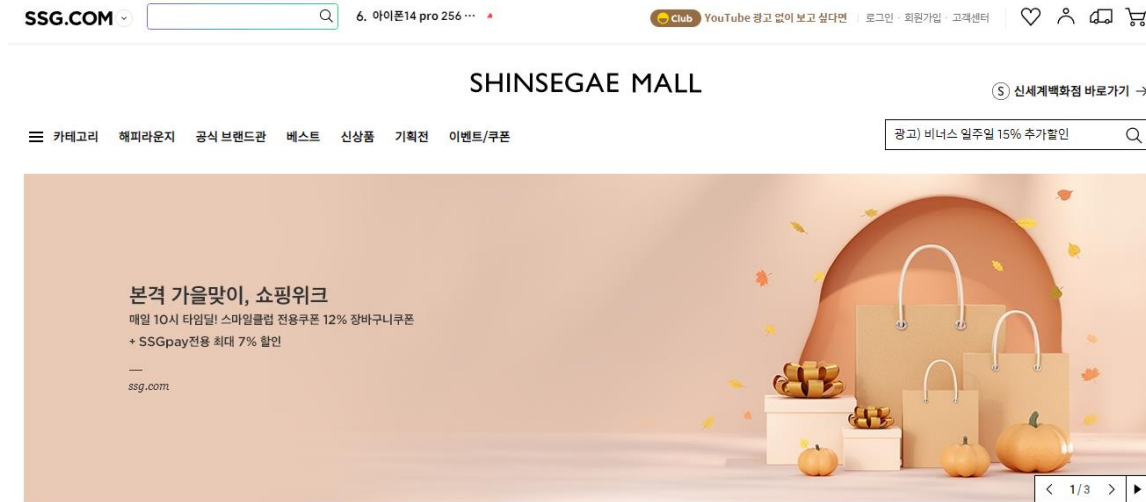 SSG.COM
6. 아이폰14 pro 256 ···
Club YouTube 광고 없이 보고 싶다면
로그인 · 회원가입 · 고객센터
SHINSEGAE MALL
S 신세계백화점 바로가기 →
카테고리 해피라운지 공식 브랜드관 베스트 신상품 기획전 이벤트/쿠폰
광고) 비너스 일주일 15% 추가할인
본격 가을맞이, 쇼핑위크
매일 10시 타임딜! 스마일클럽 전용쿠폰 12% 장바구니쿠폰
+ SSGpay전용 최대 7% 할인
ssg.com
1/3